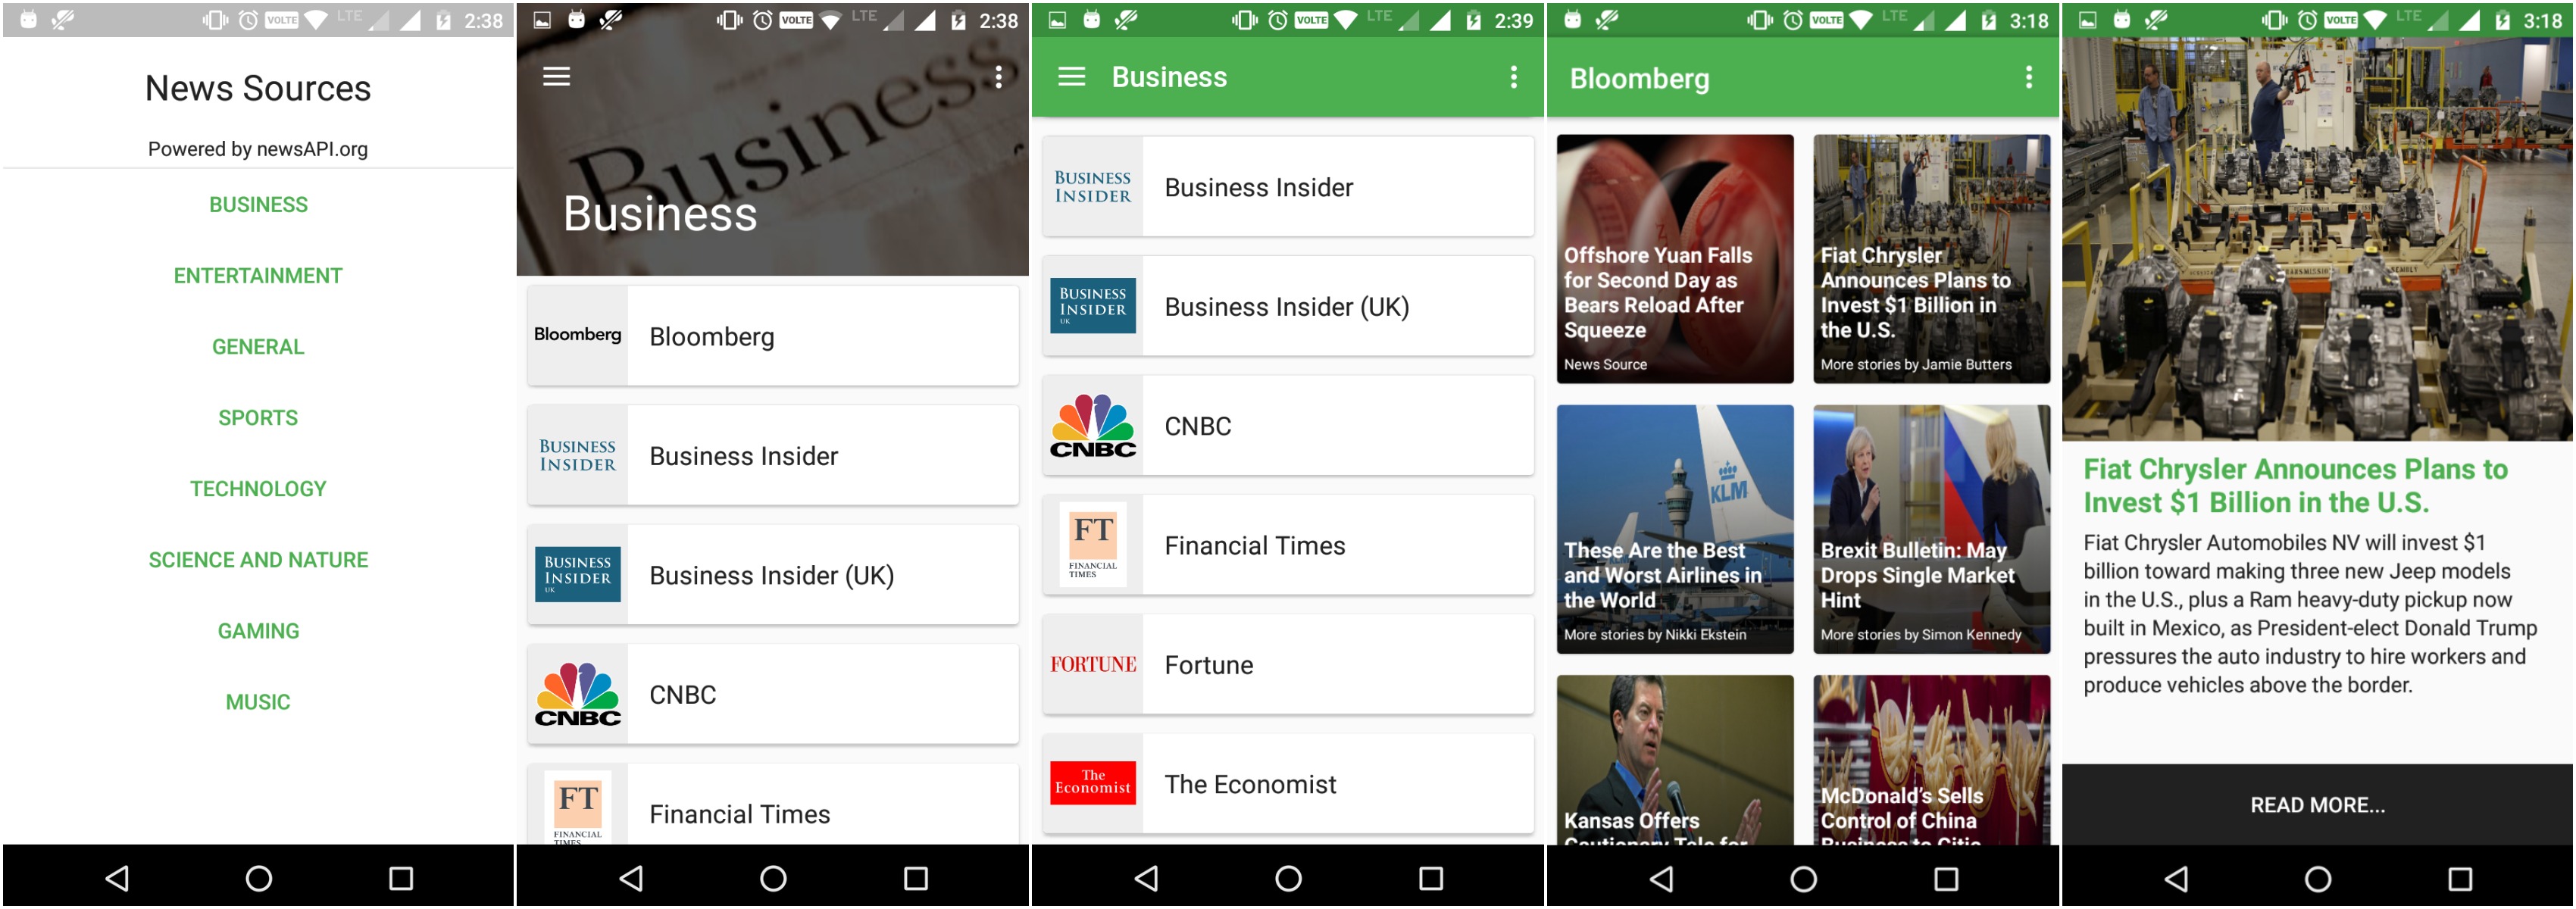 VOLTE LTE 2:38
News Sources
Powered by newsAPI.org
BUSINESS
ENTERTAINMENT
GENERAL
SPORTS
TECHNOLOGY
SCIENCE AND NATURE
GAMING
MUSIC
VOLTE LTE 2:38
Business
Business
Bloomberg
Bloomberg
BUSINESS
INSIDER
Business Insider
BUSINESS
INSIDER
UK
Business Insider (UK)
CNBC
CNBC
FT
FINANCIAL
TIMES
Financial Times
VOLTE LTE 2:39
Business
BUSINESS
INSIDER
Business Insider
BUSINESS
INSIDER
UK
Business Insider (UK)
CNBC
CNBC
FT
FINANCIAL
TIMES
Financial Times
FORTUNE
Fortune
The
Economist
The Economist
VOLTE LTE 3:18
Bloomberg
Offshore Yuan Falls
for Second Day as
Bears Reload After
Squeeze
News Source
Fiat Chrysler
Announces Plans to
Invest $1 Billion in
the U.S.
More stories by Jamie Butters
KLM
These Are the Best
and Worst Airlines in
the World
More stories by Nikki Ekstein
Brexit Bulletin: May
Drops Single Market
Hint
More stories by Simon Kennedy
Kansas Offers
Cautionary Tale for
McDonald's Sells
Control of China
Business to Citic
VOLTE LTE 3:18
Fiat Chrysler Announces Plans to
Invest $1 Billion in the U.S.
Fiat Chrysler Automobiles NV will invest $1
billion toward making three new Jeep models
in the U.S., plus a Ram heavy-duty pickup now
built in Mexico, as President-elect Donald Trump
pressures the auto industry to hire workers and
produce vehicles above the border.
READ MORE...